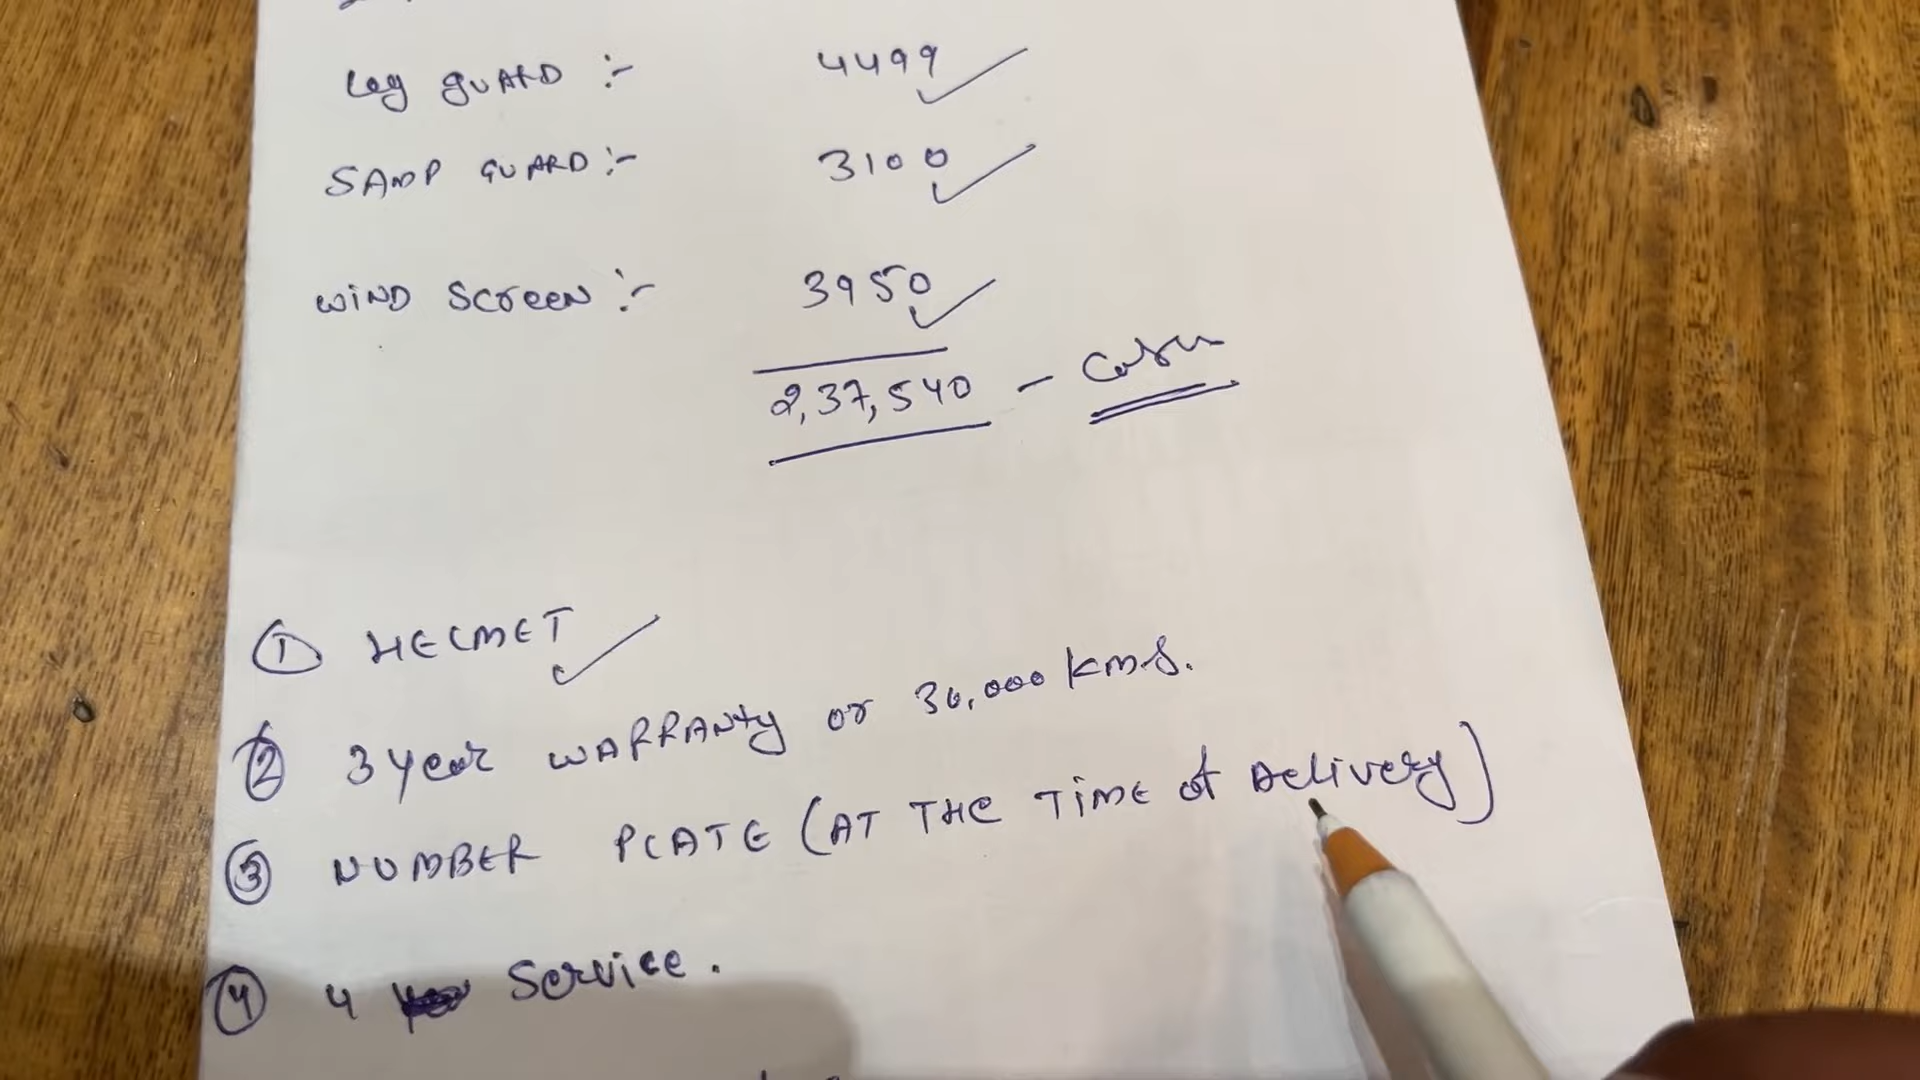 Leg GUARD :- 4499
SAMP GUARD :- 3100
WIND SCreen :- 3950
2,37,540 - Cash
① HELMET
② 3 year WARRANty or 30,000 kms.
③ NUMBER PLATE (AT THE TIME of Delivery)
④ 4 Service.